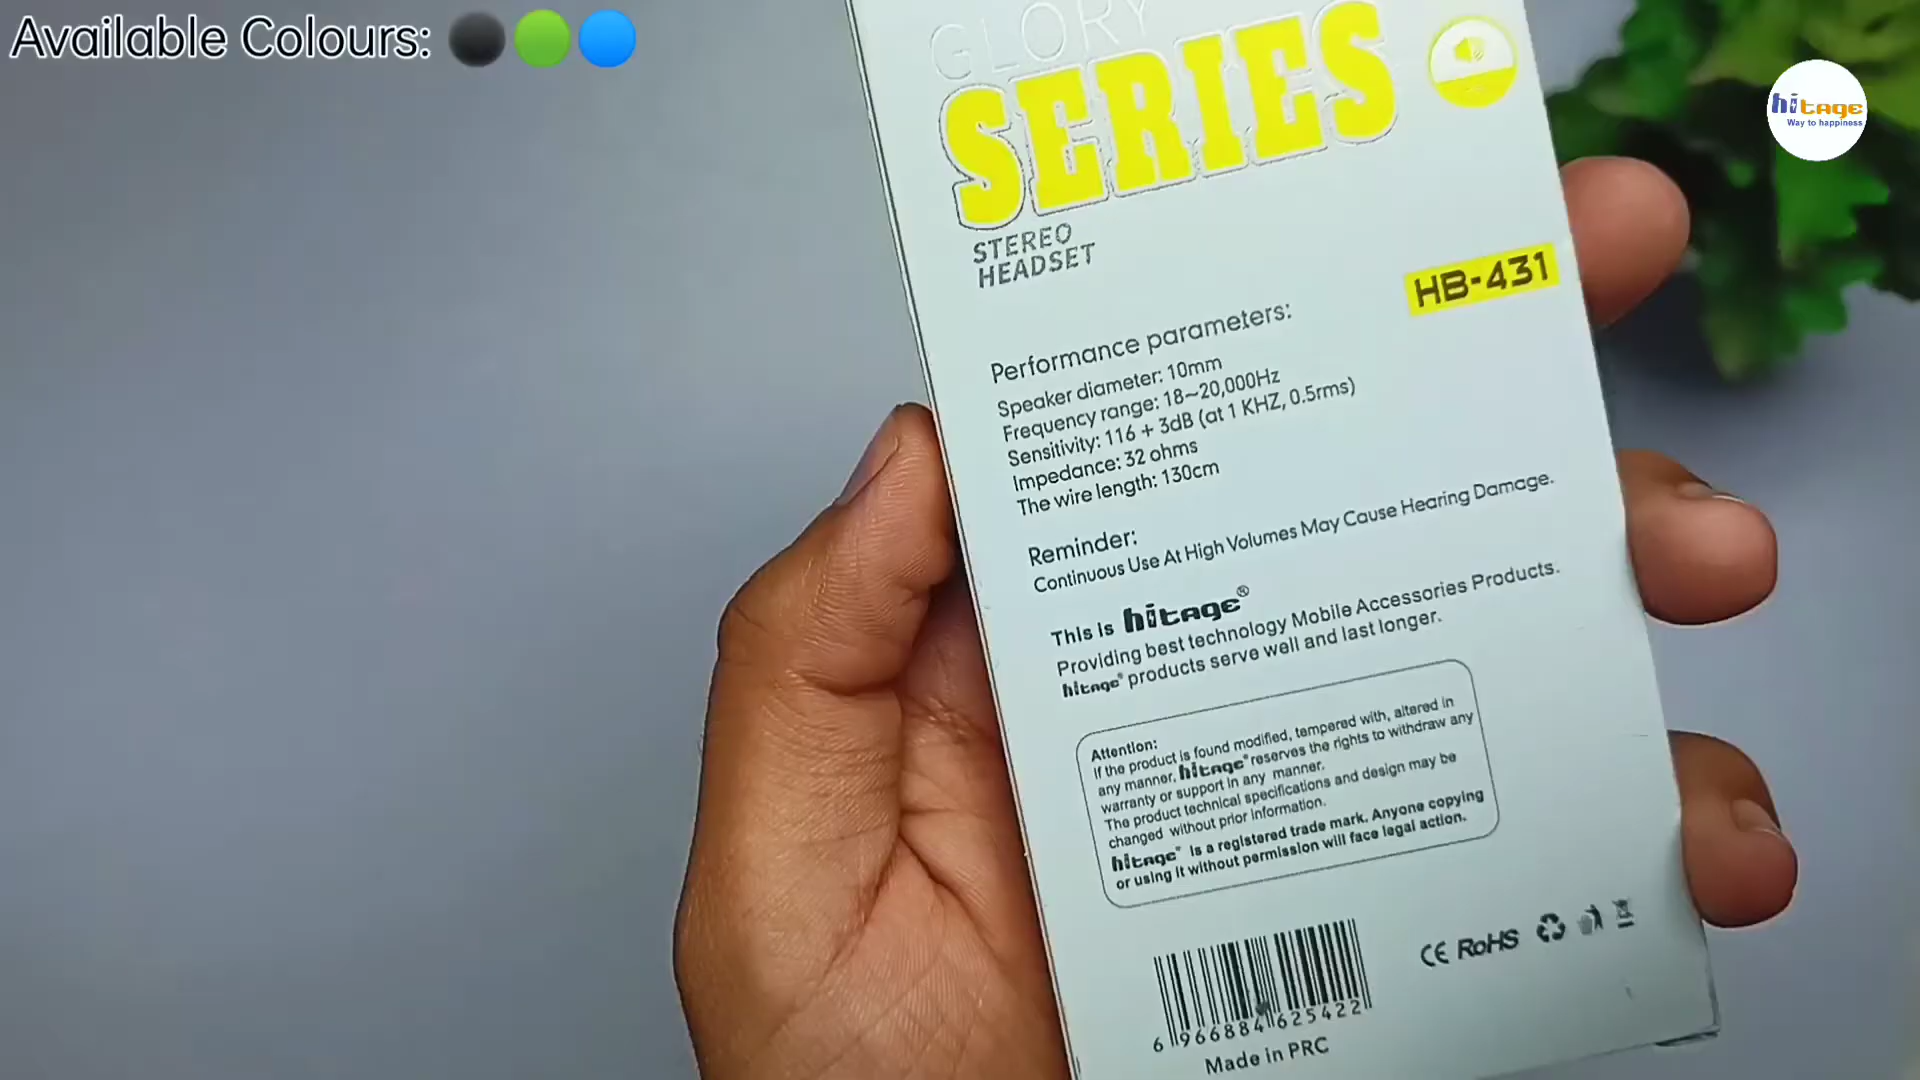 Available Colours:
hitage
Way to happiness
GLORY
SERIES
STEREO
HEADSET
HB-431
Performance parameters:
Speaker diameter: 10mm
Frequency range: 18~20,000Hz
Sensitivity: 116 + 3dB (at 1 KHZ, 0.5rms)
Impedance: 32 ohms
The wire length: 130cm
Reminder:
Continuous Use At High Volumes May Cause Hearing Damage.
This is hitage®
Providing best technology Mobile Accessories Products.
hitage® products serve well and last longer.
Attention:
If the product is found modified, tempered with, altered in
any manner, hitage® reserves the rights to withdraw any
warranty or support in any manner.
The product technical specifications and design may be
changed without prior information.
hitage® is a registered trade mark. Anyone copying
or using it without permission will face legal action.
CE RoHS
6 966884 625422
Made in PRC